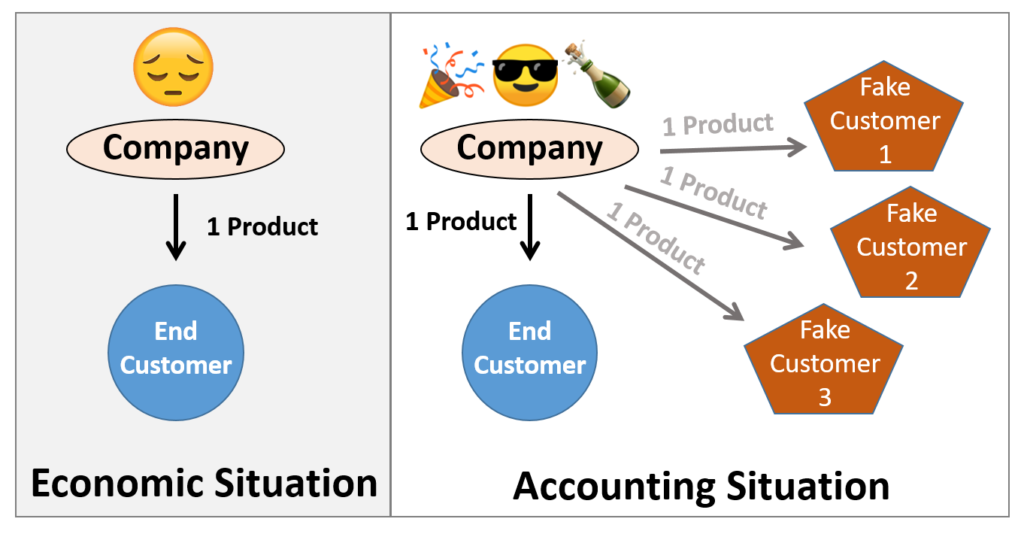 Company
1 Product
End
Customer
Economic Situation
Company
1 Product
End
Customer
1 Product
Fake
Customer
1
1 Product
Fake
Customer
2
1 Product
Fake
Customer
3
Accounting Situation